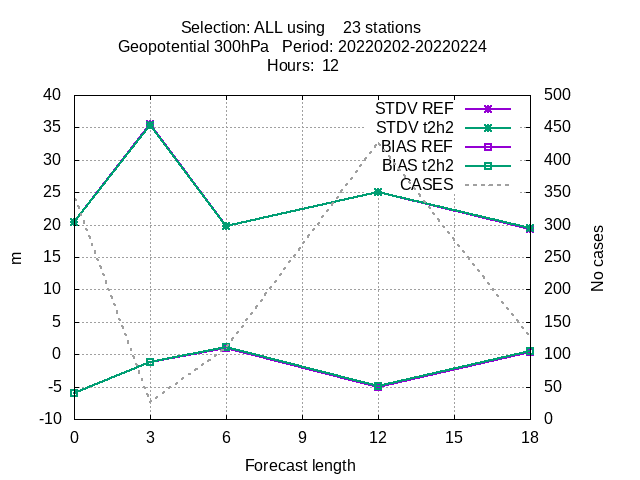 Selection: ALL using    23 stations
Geopotential 300hPa   Period: 20220202-20220224
Hours:  12
40 500
35 450
30 400
25 350
20 300
15 250
10 200
5 150
0 100
-5 50
-10 0
STDV REF
STDV t2h2
BIAS REF
BIAS t2h2
CASES
m
No cases
0 3 6 9 12 15 18
Forecast length